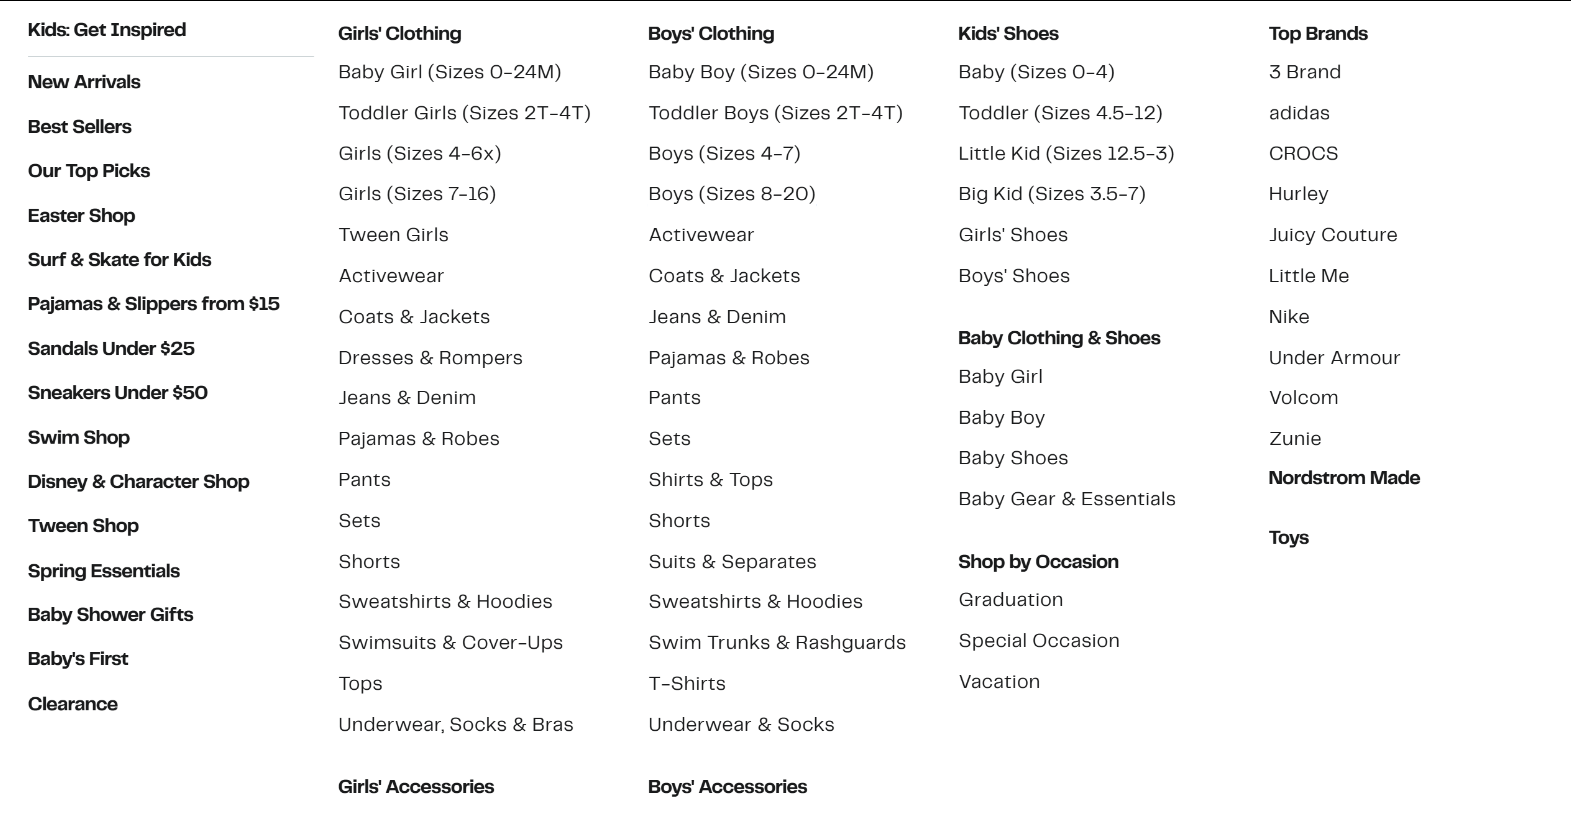 Kids: Get Inspired
New Arrivals
Best Sellers
Our Top Picks
Easter Shop
Surf & Skate for Kids
Pajamas & Slippers from $15
Sandals Under $25
Sneakers Under $50
Swim Shop
Disney & Character Shop
Tween Shop
Spring Essentials
Baby Shower Gifts
Baby's First
Clearance
Girls' Clothing
Baby Girl (Sizes 0-24M)
Toddler Girls (Sizes 2T-4T)
Girls (Sizes 4-6x)
Girls (Sizes 7-16)
Tween Girls
Activewear
Coats & Jackets
Dresses & Rompers
Jeans & Denim
Pajamas & Robes
Pants
Sets
Shorts
Sweatshirts & Hoodies
Swimsuits & Cover-Ups
Tops
Underwear, Socks & Bras
Girls' Accessories
Boys' Clothing
Baby Boy (Sizes 0-24M)
Toddler Boys (Sizes 2T-4T)
Boys (Sizes 4-7)
Boys (Sizes 8-20)
Activewear
Coats & Jackets
Jeans & Denim
Pajamas & Robes
Pants
Sets
Shirts & Tops
Shorts
Suits & Separates
Sweatshirts & Hoodies
Swim Trunks & Rashguards
T-Shirts
Underwear & Socks
Boys' Accessories
Kids' Shoes
Baby (Sizes 0-4)
Toddler (Sizes 4.5-12)
Little Kid (Sizes 12.5-3)
Big Kid (Sizes 3.5-7)
Girls' Shoes
Boys' Shoes
Baby Clothing & Shoes
Baby Girl
Baby Boy
Baby Shoes
Baby Gear & Essentials
Shop by Occasion
Graduation
Special Occasion
Vacation
Top Brands
3 Brand
adidas
CROCS
Hurley
Juicy Couture
Little Me
Nike
Under Armour
Volcom
Zunie
Nordstrom Made
Toys